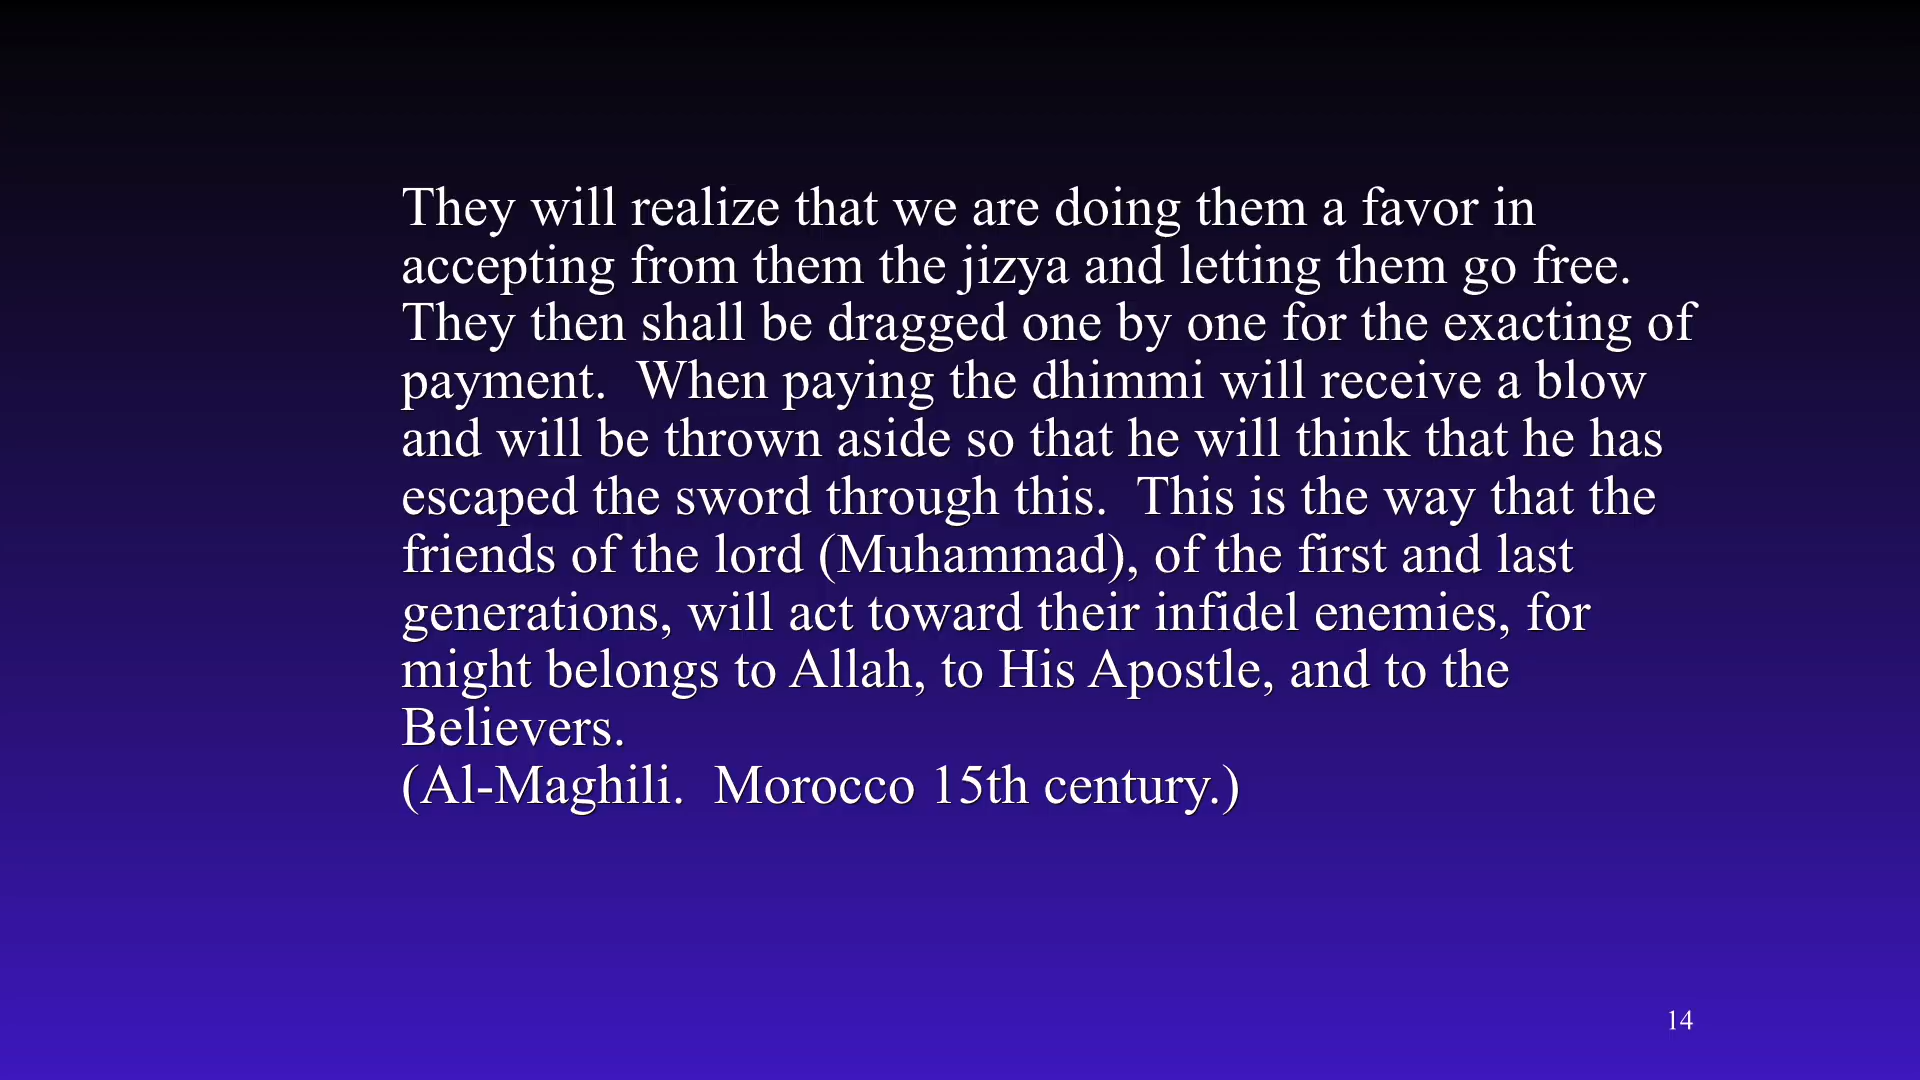 They will realize that we are doing them a favor in
accepting from them the jizya and letting them go free.
They then shall be dragged one by one for the exacting of
payment.  When paying the dhimmi will receive a blow
and will be thrown aside so that he will think that he has
escaped the sword through this.  This is the way that the
friends of the lord (Muhammad), of the first and last
generations, will act toward their infidel enemies, for
might belongs to Allah, to His Apostle, and to the
Believers.
(Al-Maghili.  Morocco 15th century.)
14